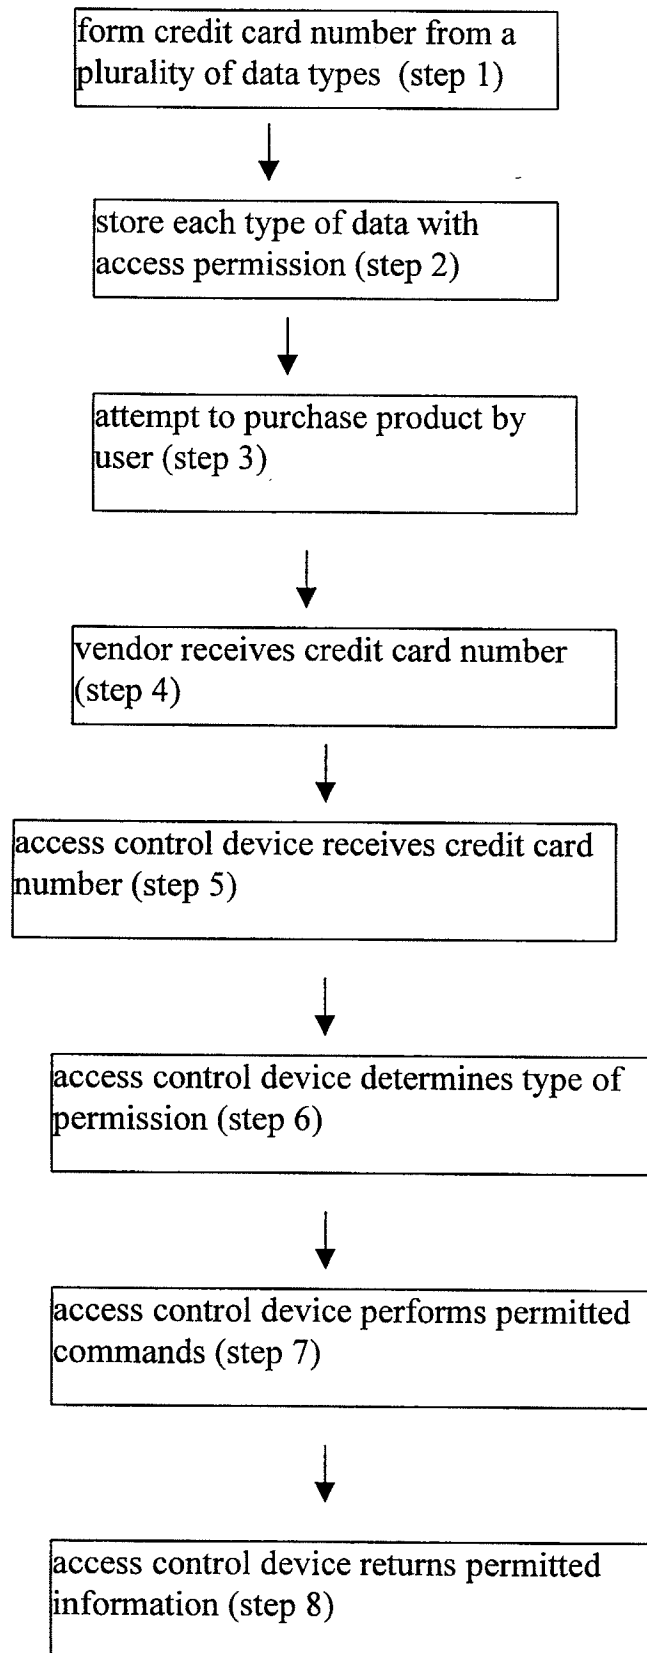 form credit card number from a
plurality of data types (step 1)
store each type of data with
access permission (step 2)
attempt to purchase product by
user (step 3)
vendor receives credit card number
(step 4)
access control device receives credit card
number (step 5)
access control device determines type of
permission (step 6)
access control device performs permitted
commands (step 7)
access control device returns permitted
information (step 8)